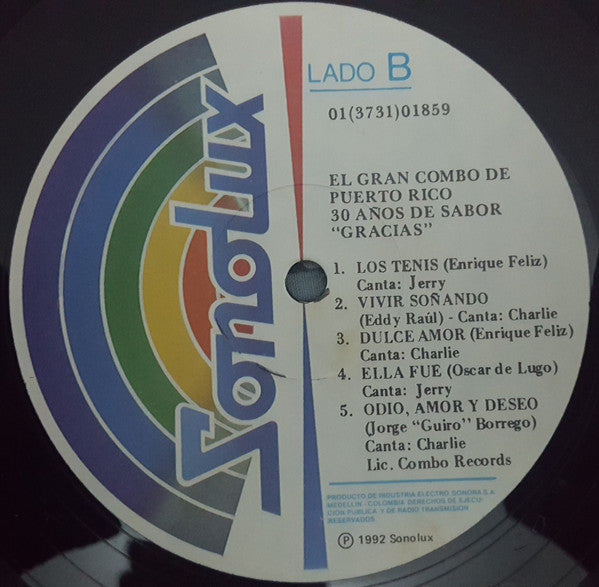 Sonolux
LADO B
01(3731)01859
EL GRAN COMBO DE
PUERTO RICO
30 AÑOS DE SABOR
"GRACIAS"
1. LOS TENIS (Enrique Feliz)
Canta: Jerry
2. VIVIR SOÑANDO
(Eddy Raúl) - Canta: Charlie
3. DULCE AMOR (Enrique Feliz)
Canta: Charlie
4. ELLA FUE (Oscar de Lugo)
Canta: Jerry
5. ODIO, AMOR Y DESEO
(Jorge "Guiro" Borrego)
Canta: Charlie
Lic. Combo Records
PRODUCTO DE INDUSTRIA ELECTRO SONORA S.A.
MEDELLIN - COLOMBIA DERECHOS DE EJECU-
CIÓN PUBLICA Y DE RADIO TRANSMISION
RESERVADOS
Ⓟ 1992 Sonolux